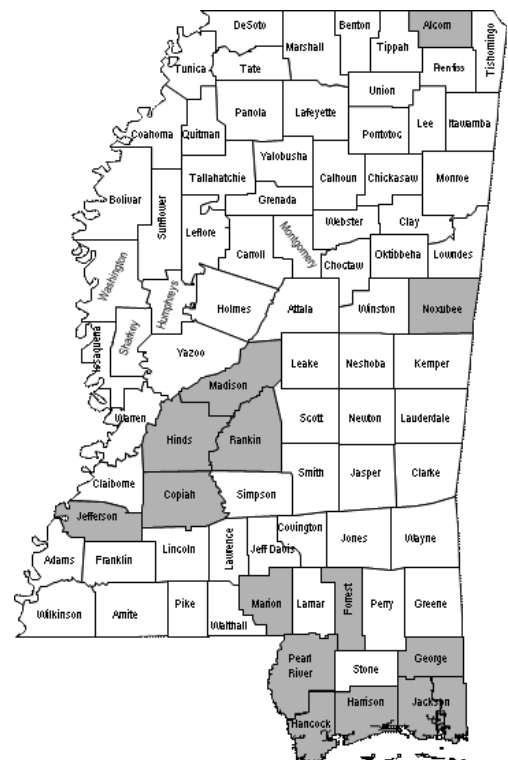 DeSoto
Marshall
Benton
Tippah
Alcorn
Tishomingo
Tunica
Tate
Prentiss
Union
Panola
Lafeyette
Lee
Itawamba
Coahoma
Quitman
Pontotoc
Yalobusha
Tallahatchie
Calhoun
Chickasaw
Monroe
Bolivar
Sunflower
Grenada
Leflore
Webster
Clay
Montgomery
Carroll
Choctaw
Oktibbeha
Lowndes
Washington
Humphreys
Holmes
Attala
Winston
Noxubee
Issaquena
Sharkey
Yazoo
Leake
Neshoba
Kemper
Madison
Warren
Scott
Newton
Lauderdale
Hinds
Rankin
Claiborne
Copiah
Simpson
Smith
Jasper
Clarke
Jefferson
Lincoln
Lawrence
Jeff Davis
Covington
Jones
Wayne
Adams
Franklin
Wilkinson
Amite
Pike
Walthall
Marion
Lamar
Forrest
Perry
Greene
Pearl
River
Stone
George
Hancock
Harrison
Jackson